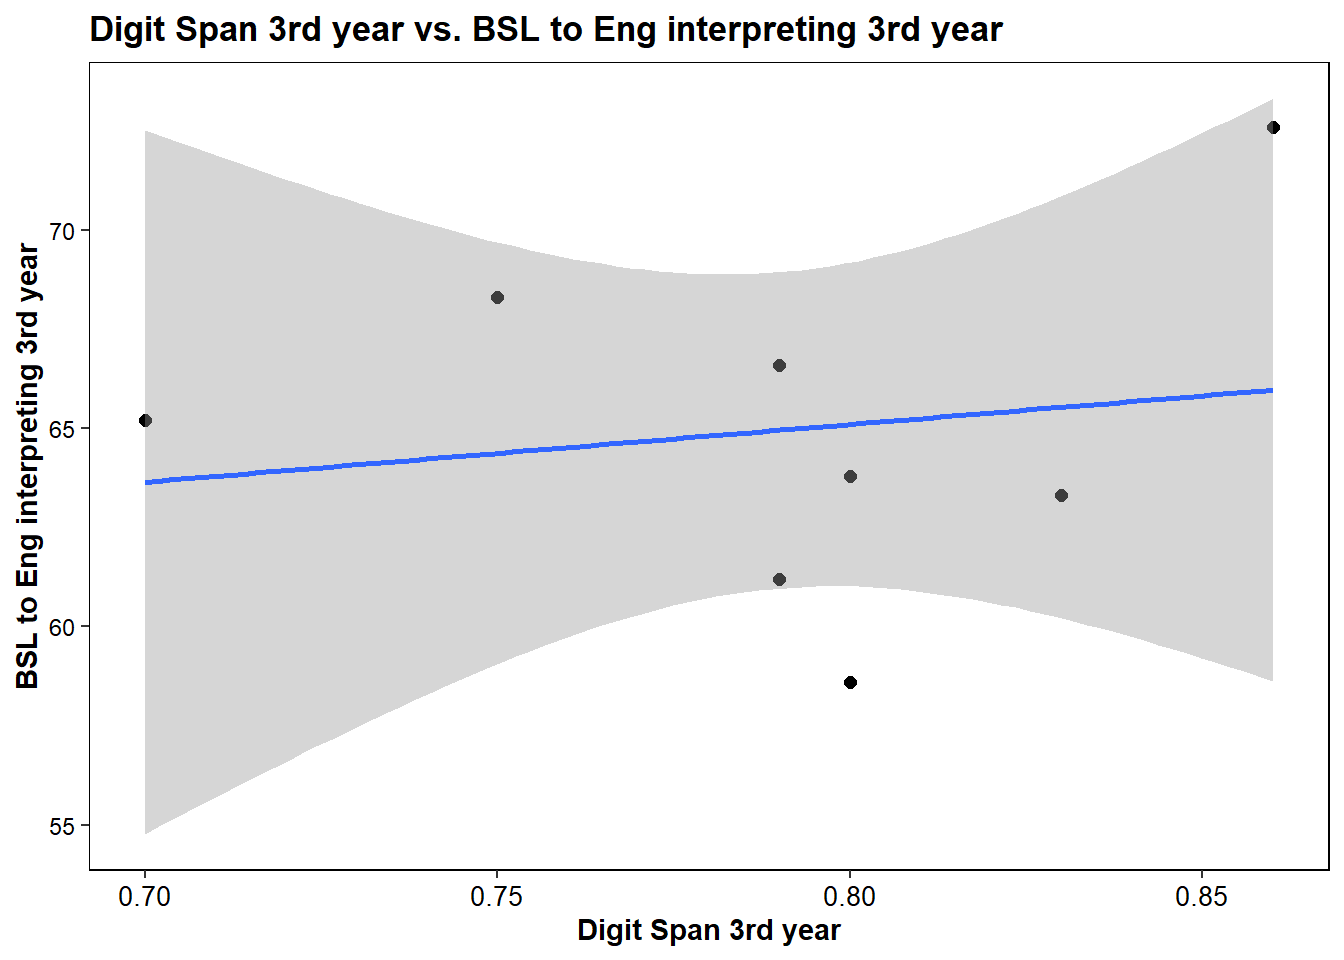 Digit Span 3rd year vs. BSL to Eng interpreting 3rd year
BSL to Eng interpreting 3rd year
70
65
60
55
0.70
0.75
0.80
0.85
Digit Span 3rd year